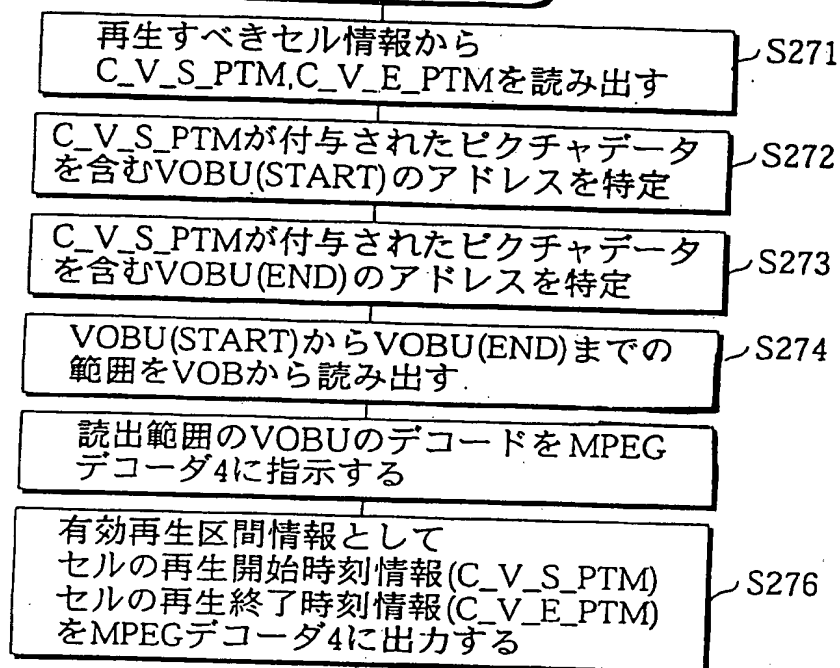 再生すべきセル情報から
C_V_S_PTM,C_V_E_PTMを読み出す
S271
C_V_S_PTMが付与されたピクチャデータ
を含むVOBU(START)のアドレスを特定
S272
C_V_S_PTMが付与されたピクチャデータ
を含むVOBU(END)のアドレスを特定
S273
VOBU(START)からVOBU(END)までの
範囲をVOBから読み出す
S274
読出範囲のVOBUのデコードをMPEG
デコーダ4に指示する
有効再生区間情報として
セルの再生開始時刻情報(C_V_S_PTM)
セルの再生終了時刻情報(C_V_E_PTM)
をMPEGデコーダ4に出力する
S276